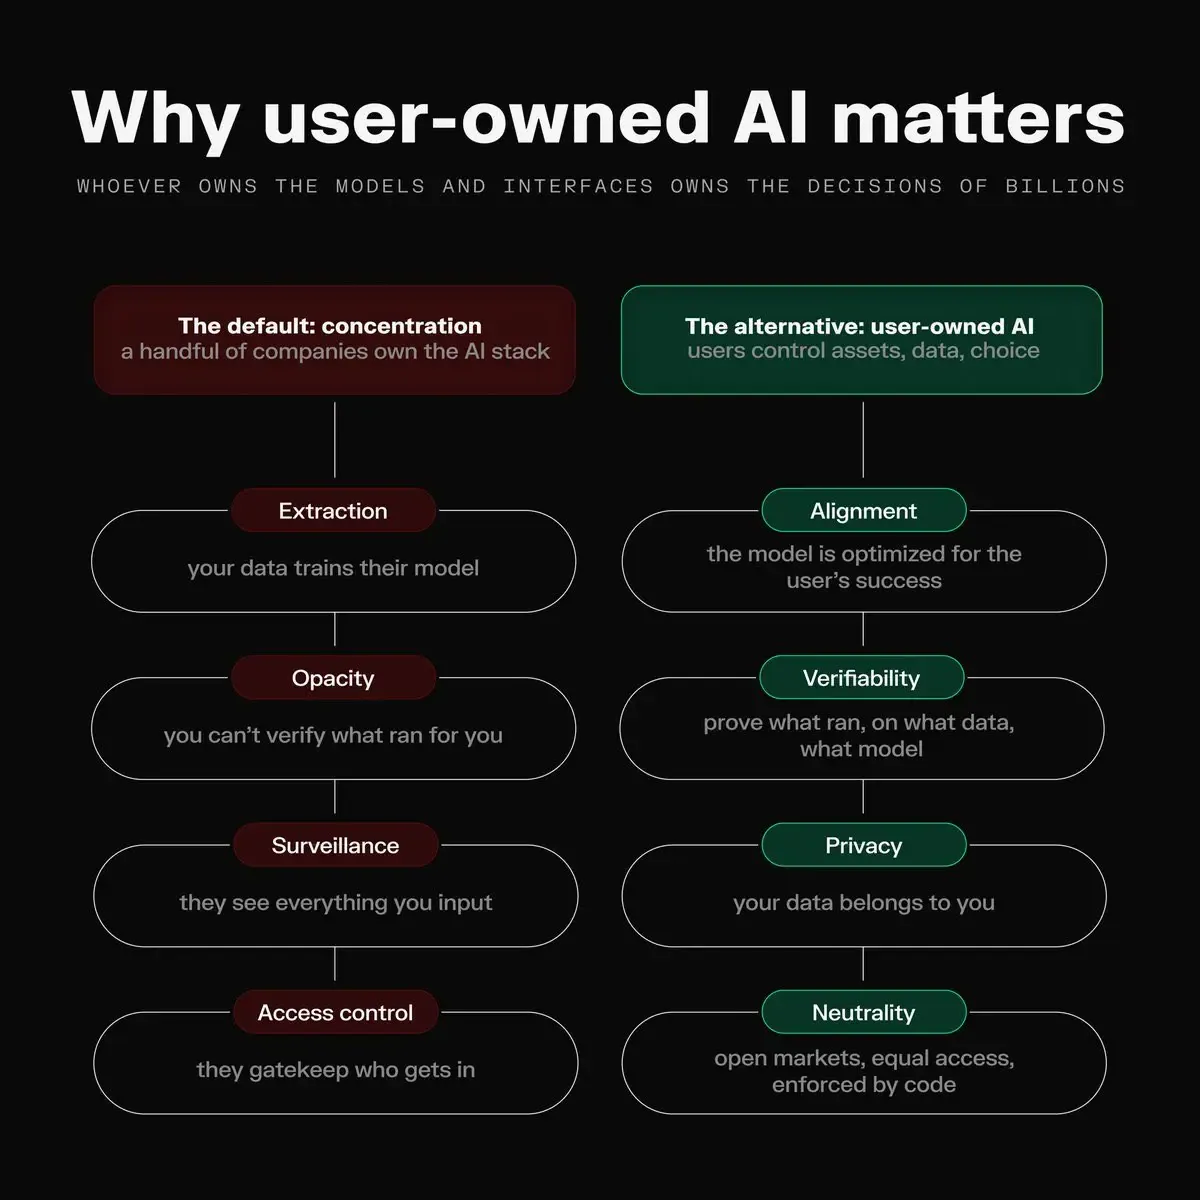 Why user-owned AI matters
WHOEVER OWNS THE MODELS AND INTERFACES OWNS THE DECISIONS OF BILLIONS
The default: concentration
a handful of companies own the AI stack
Extraction
your data trains their model
Opacity
you can’t verify what ran for you
Surveillance
they see everything you input
Access control
they gatekeep who gets in
The alternative: user-owned AI
users control assets, data, choice
Alignment
the model is optimized for the
user’s success
Verifiability
prove what ran, on what data,
what model
Privacy
your data belongs to you
Neutrality
open markets, equal access,
enforced by code